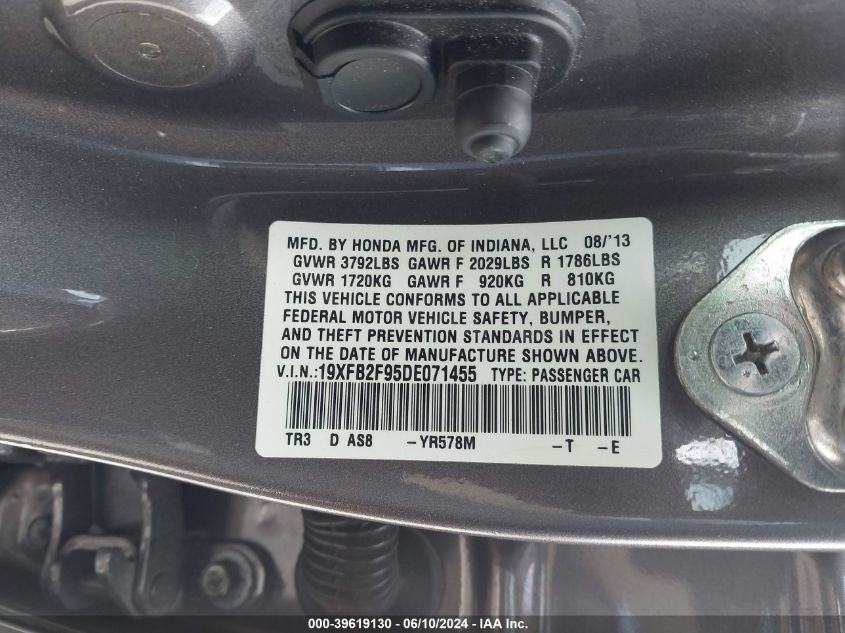 MFD. BY HONDA MFG. OF INDIANA, LLC 08/'13
GVWR 3792LBS GAWR F 2029LBS R 1786LBS
GVWR 1720KG GAWR F 920KG R 810KG
THIS VEHICLE CONFORMS TO ALL APPLICABLE
FEDERAL MOTOR VEHICLE SAFETY, BUMPER,
AND THEFT PREVENTION STANDARDS IN EFFECT
ON THE DATE OF MANUFACTURE SHOWN ABOVE.
V.I.N.:19XFB2F95DE071455 TYPE: PASSENGER CAR
TR3 D AS8 -YR578M -T -E
000-39619130 - 06/10/2024 - IAA Inc.